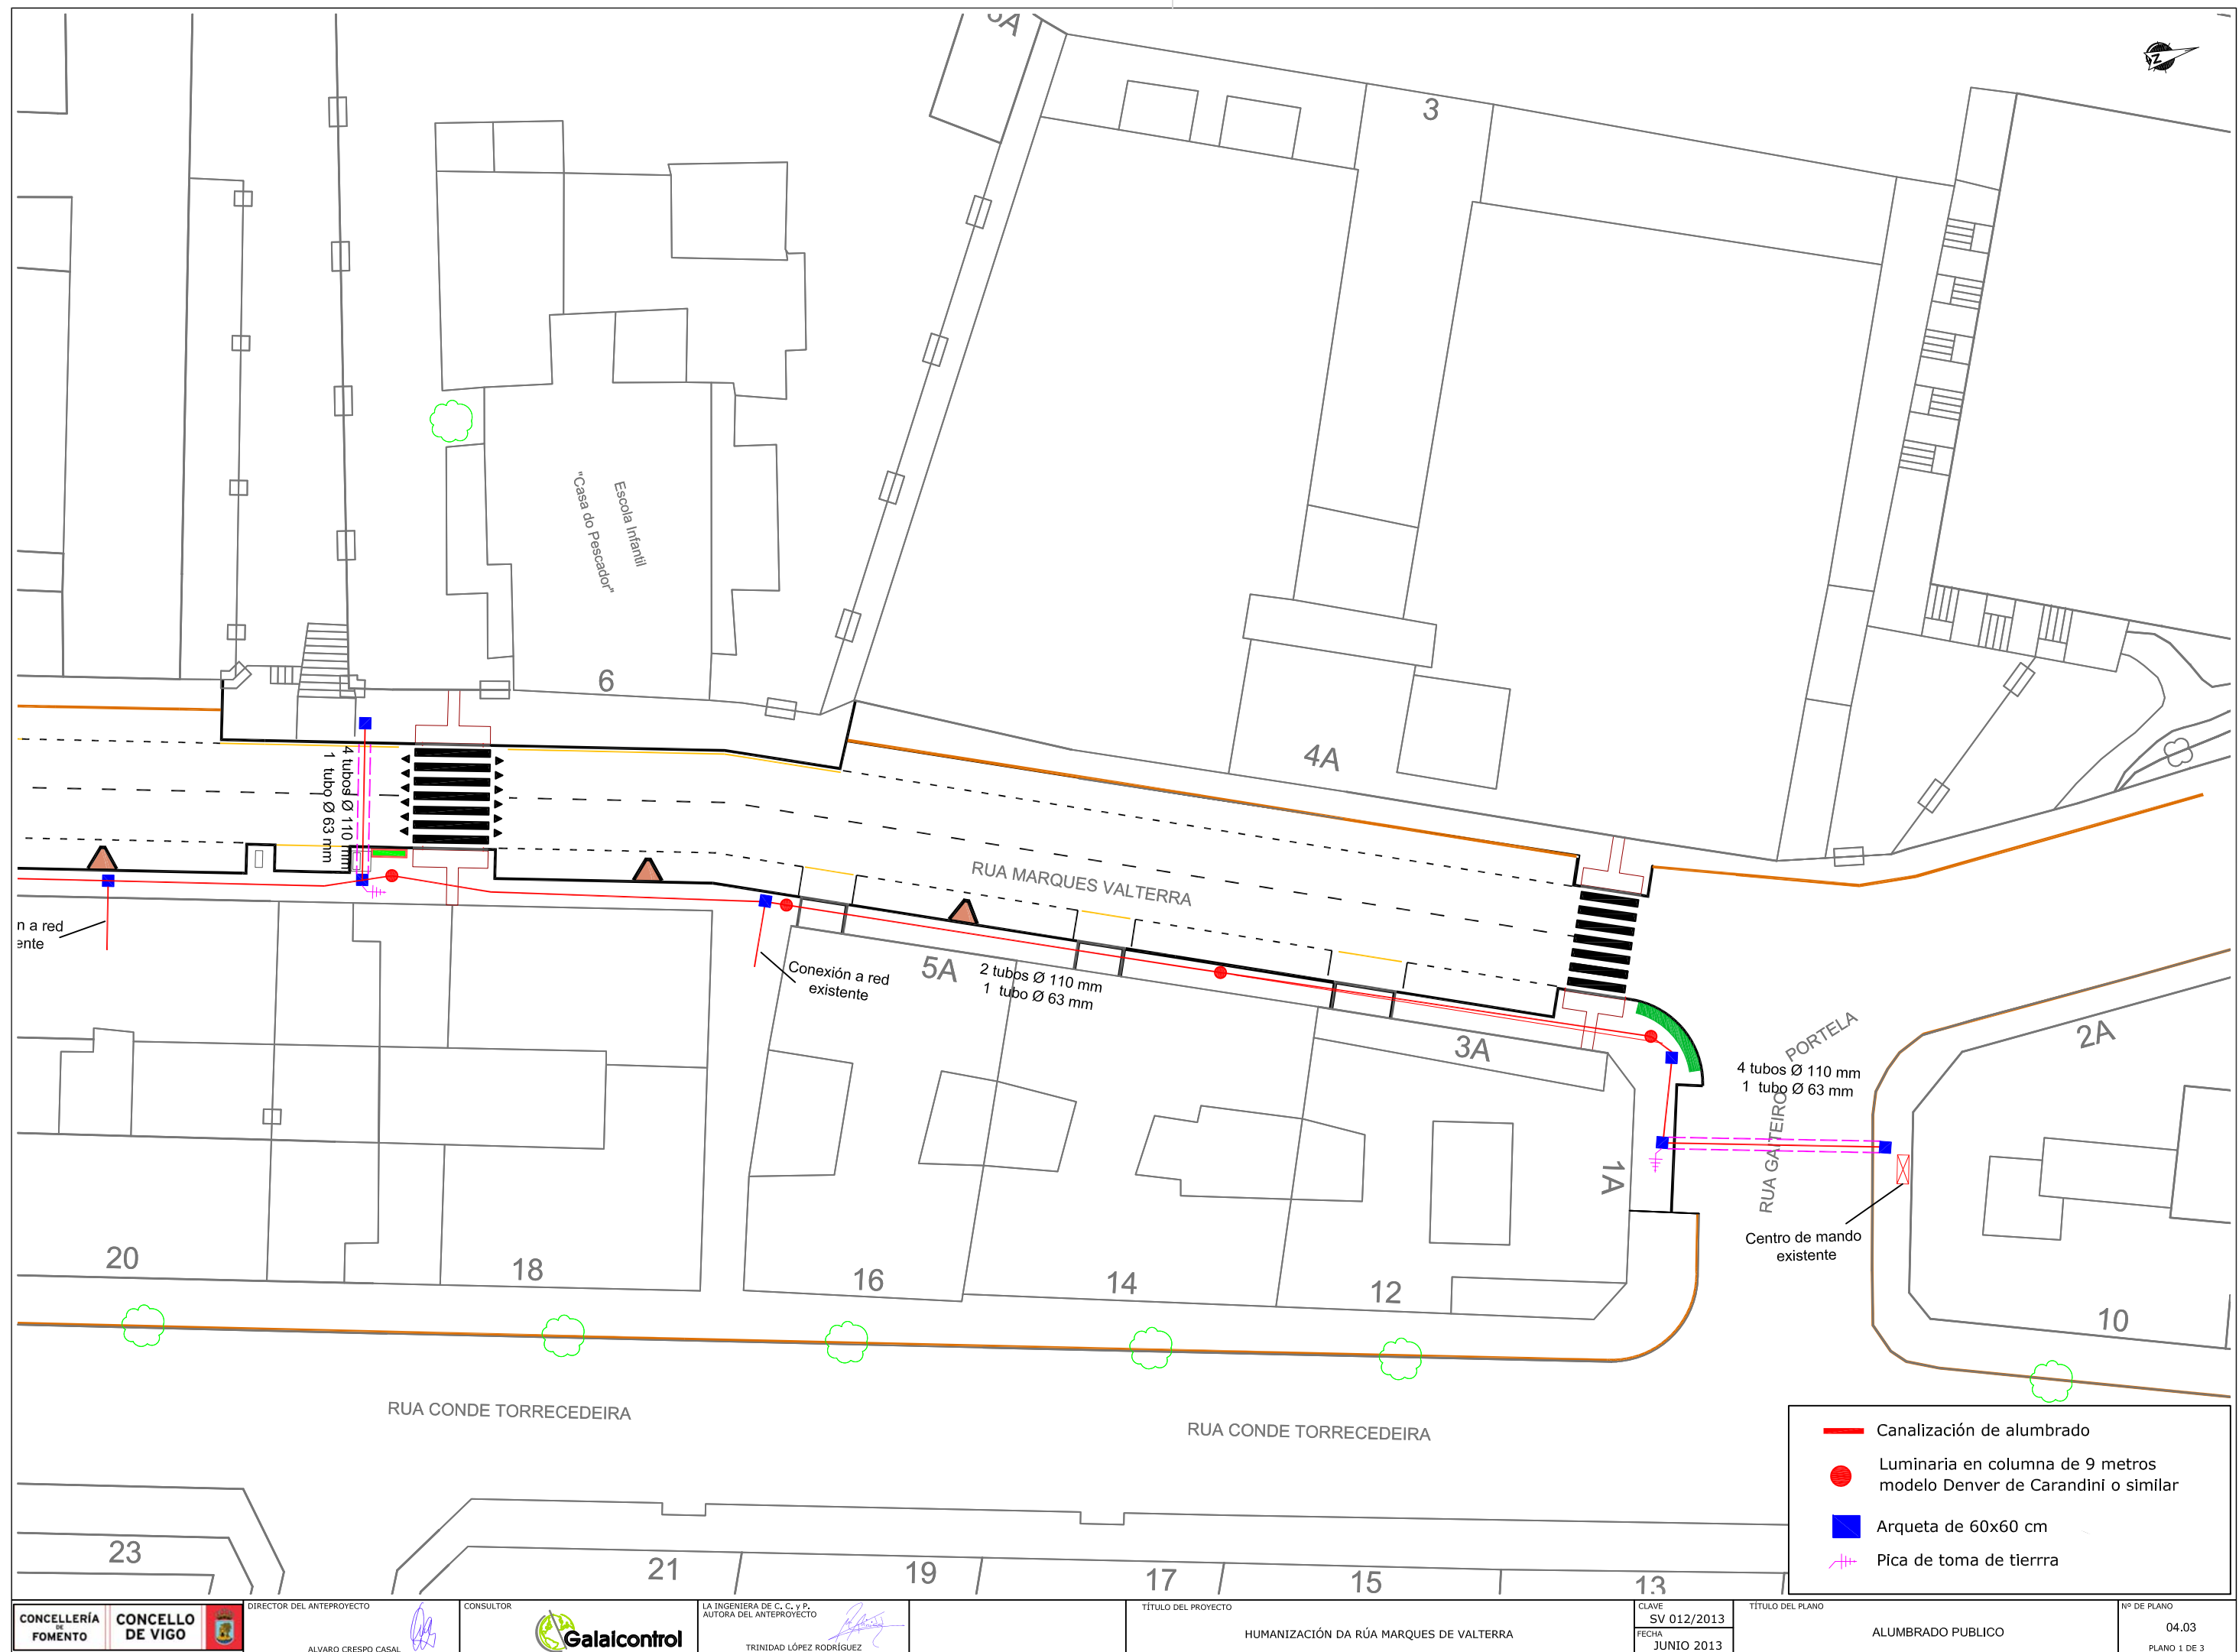 3A
3
"Casa do Pescador"
Escola Infantil
6
4A
4 tubos Ø 110
1 tubo Ø 63 mm
RUA MARQUES VALTERRA
n a red
ente
Conexión a red
existente
5A
2 tubos Ø 110 mm
1 tubo Ø 63 mm
3A
RUA GAITEIRO
PORTELA
2A
4 tubos Ø 110 mm
1 tubo Ø 63 mm
1A
Centro de mando
existente
20
18
16
14
12
10
RUA CONDE TORRECEDEIRA
RUA CONDE TORRECEDEIRA
23
21
19
17
15
13
Z
Canalización de alumbrado
Luminaria en columna de 9 metros
modelo Denver de Carandini o similar
Arqueta de 60x60 cm
Pica de toma de tierrra
CONCELLERÍA
DE
FOMENTO
CONCELLO
DE VIGO
DIRECTOR DEL ANTEPROYECTO
ALVARO CRESPO CASAL
CONSULTOR
Galaicontrol
LA INGENIERA DE C. C. y P.
AUTORA DEL ANTEPROYECTO
TRINIDAD LÓPEZ RODRÍGUEZ
TÍTULO DEL PROYECTO
HUMANIZACIÓN DA RÚA MARQUES DE VALTERRA
CLAVE
SV 012/2013
FECHA
JUNIO 2013
TÍTULO DEL PLANO
ALUMBRADO PUBLICO
Nº DE PLANO
04.03
PLANO 1 DE 3